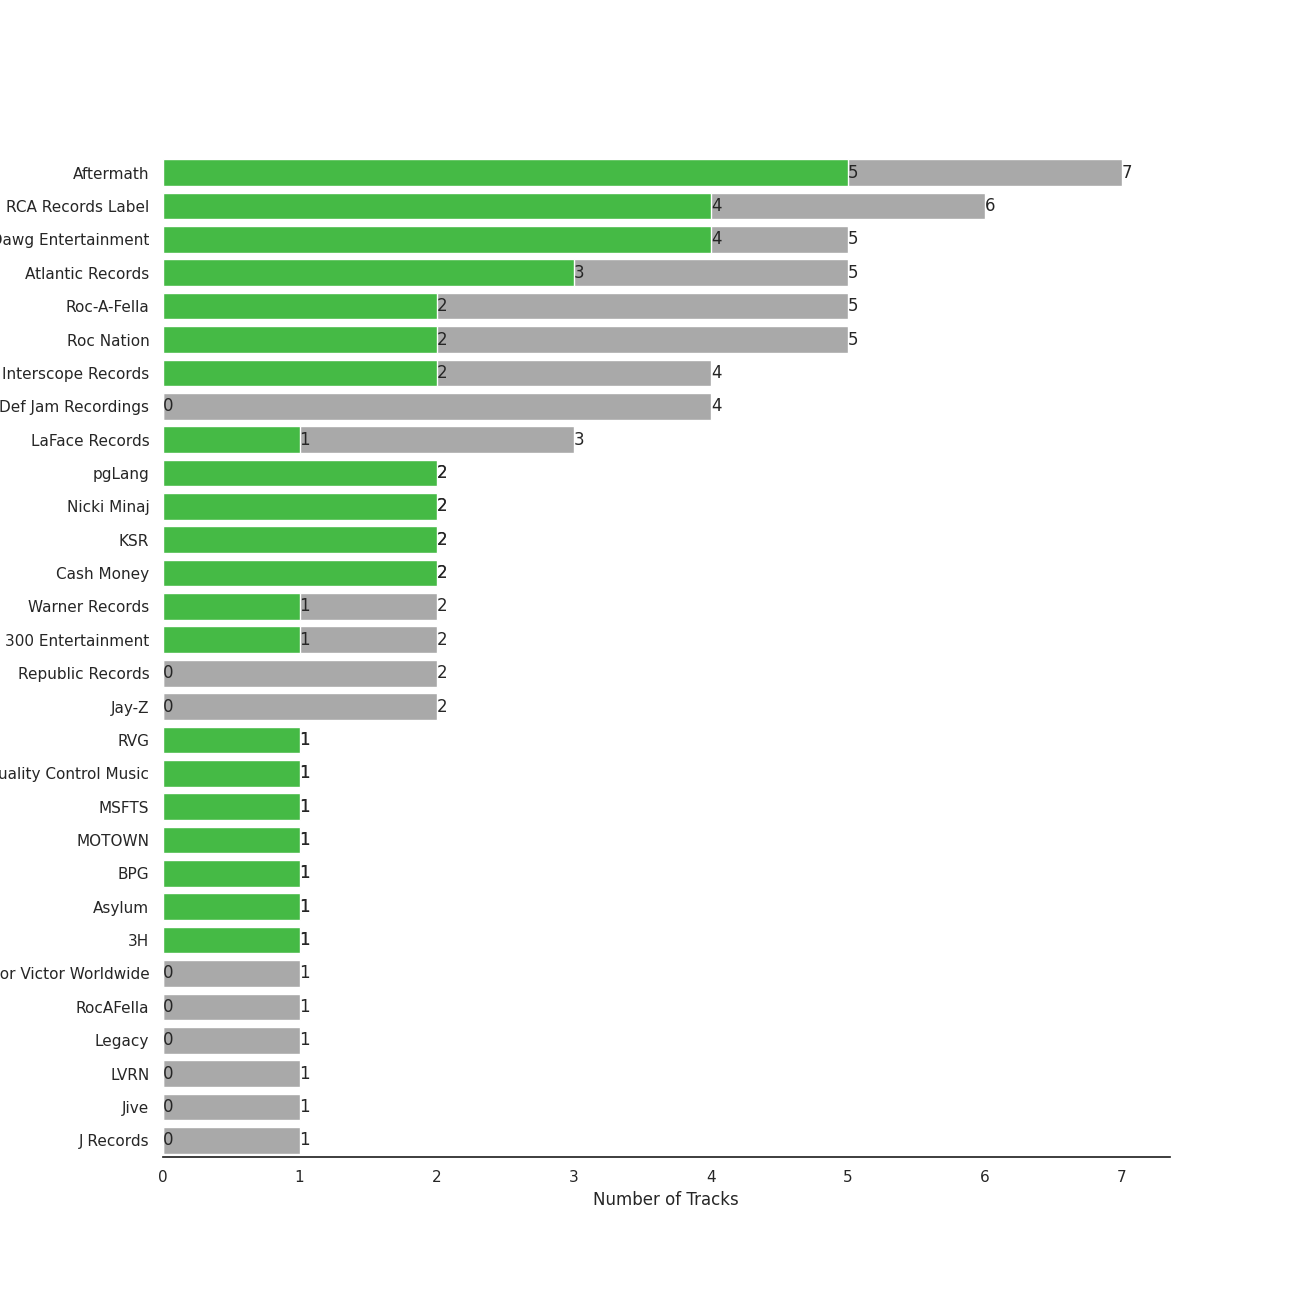 Aftermath 5 7
RCA Records Label 4 6
Dawg Entertainment 4 5
Atlantic Records 3 5
Roc-A-Fella 2 5
Roc Nation 2 5
Interscope Records 2 4
Def Jam Recordings 0 4
LaFace Records 1 3
pgLang 2
Nicki Minaj 2
KSR 2
Cash Money 2
Warner Records 1 2
300 Entertainment 1 2
Republic Records 0 2
Jay-Z 0 2
RVG 1
uality Control Music 1
MSFTS 1
MOTOWN 1
BPG 1
Asylum 1
3H 1
or Victor Worldwide 0 1
RocAFella 0 1
Legacy 0 1
LVRN 0 1
Jive 0 1
J Records 0 1
0 1 2 3 4 5 6 7
Number of Tracks